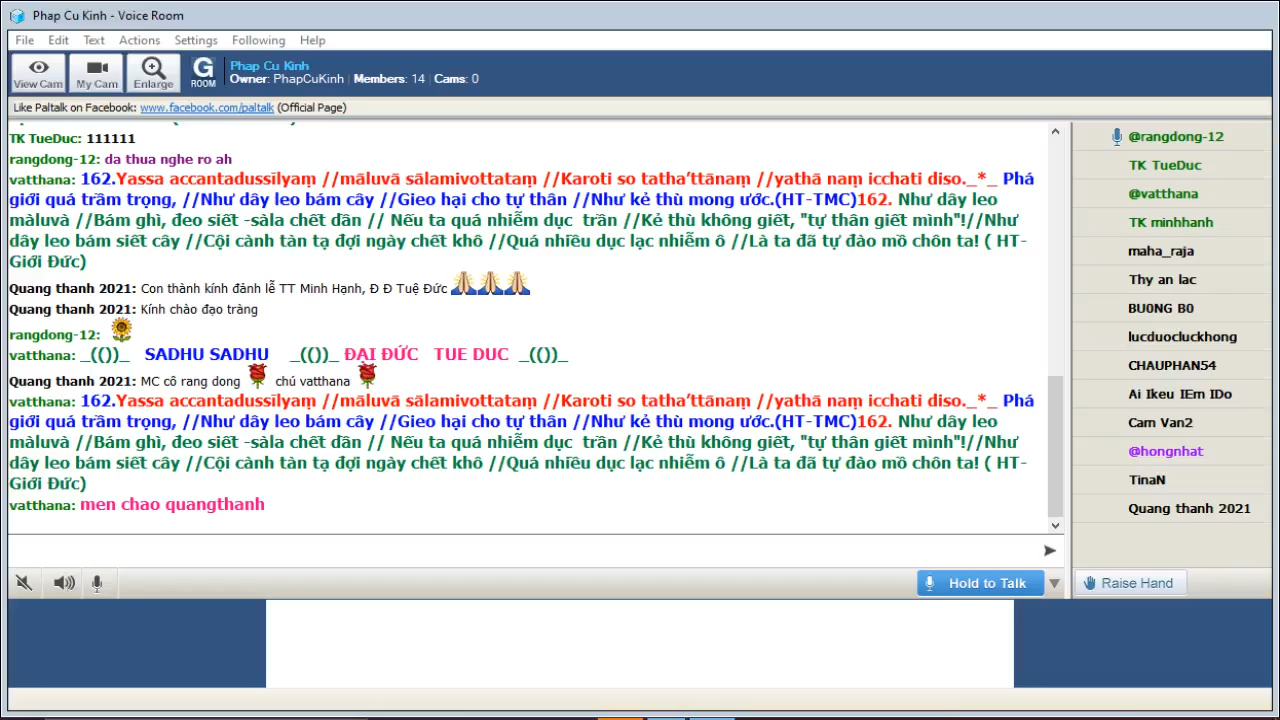 Phap Cu Kinh - Voice Room
File Edit Text Actions Settings Following Help
View Cam My Cam Enlarge G ROOM
Phap Cu Kinh
Owner: PhapCuKinh | Members: 14 | Cams: 0
Like Paltalk on Facebook: www.facebook.com/paltalk (Official Page)
TK TueDuc: 111111
rangdong-12: da thua nghe ro ah
vatthana: 162.Yassa accantadussīlyaṃ //māluvā sālamivottataṃ //Karoti so tatha’ttānaṃ //yathā naṃ icchati diso._*_ Phá
giới quá trầm trọng, //Như dây leo bám cây //Gieo hại cho tự thân //Như kẻ thù mong ước.(HT-TMC)162. Như dây leo
màluvà //Bám ghì, đeo siết -sàla chết dần // Nếu ta quá nhiễm dục trần //Kẻ thù không giết, "tự thân giết mình"!//Như
dây leo bám siết cây //Cội cành tàn tạ đợi ngày chết khô //Quá nhiều dục lạc nhiễm ô //Là ta đã tự đào mồ chôn ta! ( HT-
Giới Đức)
Quang thanh 2021: Con thành kính đảnh lễ TT Minh Hạnh, Đ Đ Tuệ Đức
Quang thanh 2021: Kính chào đạo tràng
rangdong-12:
vatthana: _(())_ SADHU SADHU _(())_ ĐẠI ĐỨC TUE DUC _(())_
Quang thanh 2021: MC cô rang dong chú vatthana
vatthana: 162.Yassa accantadussīlyaṃ //māluvā sālamivottataṃ //Karoti so tatha’ttānaṃ //yathā naṃ icchati diso._*_ Phá
giới quá trầm trọng, //Như dây leo bám cây //Gieo hại cho tự thân //Như kẻ thù mong ước.(HT-TMC)162. Như dây leo
màluvà //Bám ghì, đeo siết -sàla chết dần // Nếu ta quá nhiễm dục trần //Kẻ thù không giết, "tự thân giết mình"!//Như
dây leo bám siết cây //Cội cành tàn tạ đợi ngày chết khô //Quá nhiều dục lạc nhiễm ô //Là ta đã tự đào mồ chôn ta! ( HT-
Giới Đức)
vatthana: men chao quangthanh
@rangdong-12
TK TueDuc
@vatthana
TK minhhanh
maha_raja
Thy an lac
BU0NG B0
lucduocluckhong
CHAUPHAN54
Ai Ikeu IEm IDo
Cam Van2
@hongnhat
TinaN
Quang thanh 2021
Hold to Talk
Raise Hand